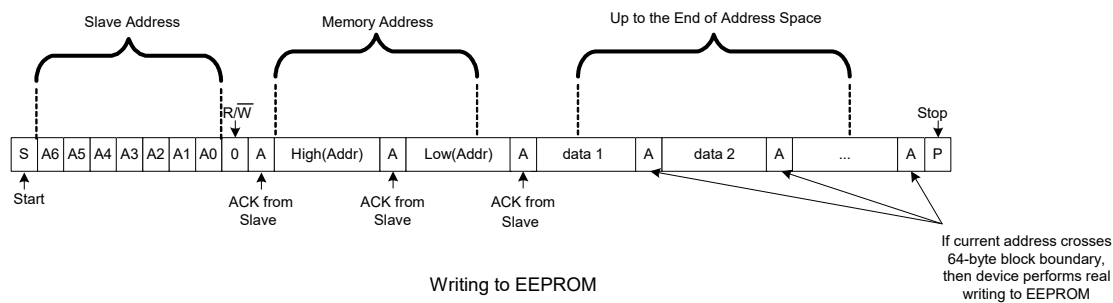 Slave Address
Memory Address
Up to the End of Address Space
R/W̅
Stop
S A6 A5 A4 A3 A2 A1 A0 0 A High(Addr) A Low(Addr) A data 1 A data 2 A ... A P
Start
ACK from
Slave
ACK from
Slave
ACK from
Slave
If current address crosses
64-byte block boundary,
then device performs real
writing to EEPROM
Writing to EEPROM